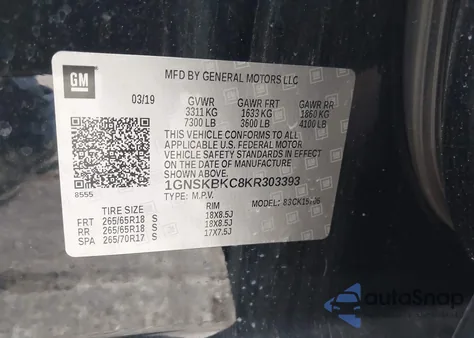 GM
MFD BY GENERAL MOTORS LLC
03/19 GVWR GAWR FRT GAWR RR
3311 KG 1633 KG 1860 KG
7300 LB 3600 LB 4100 LB
THIS VEHICLE CONFORMS TO ALL
APPLICABLE U.S. FEDERAL MOTOR
VEHICLE SAFETY STANDARDS IN EFFECT
ON THE DATE OF MANUFACTURE
SHOWN ABOVE.
8555
1GNSKBKC8KR303393
TYPE: M.P.V. MODEL:
TIRE SIZE RIM
FRT 265/65R18 S 18X8.5J
RR 265/65R18 S 18X8.5J
SPA 265/70R17 S 17X7.5J
autoSnap